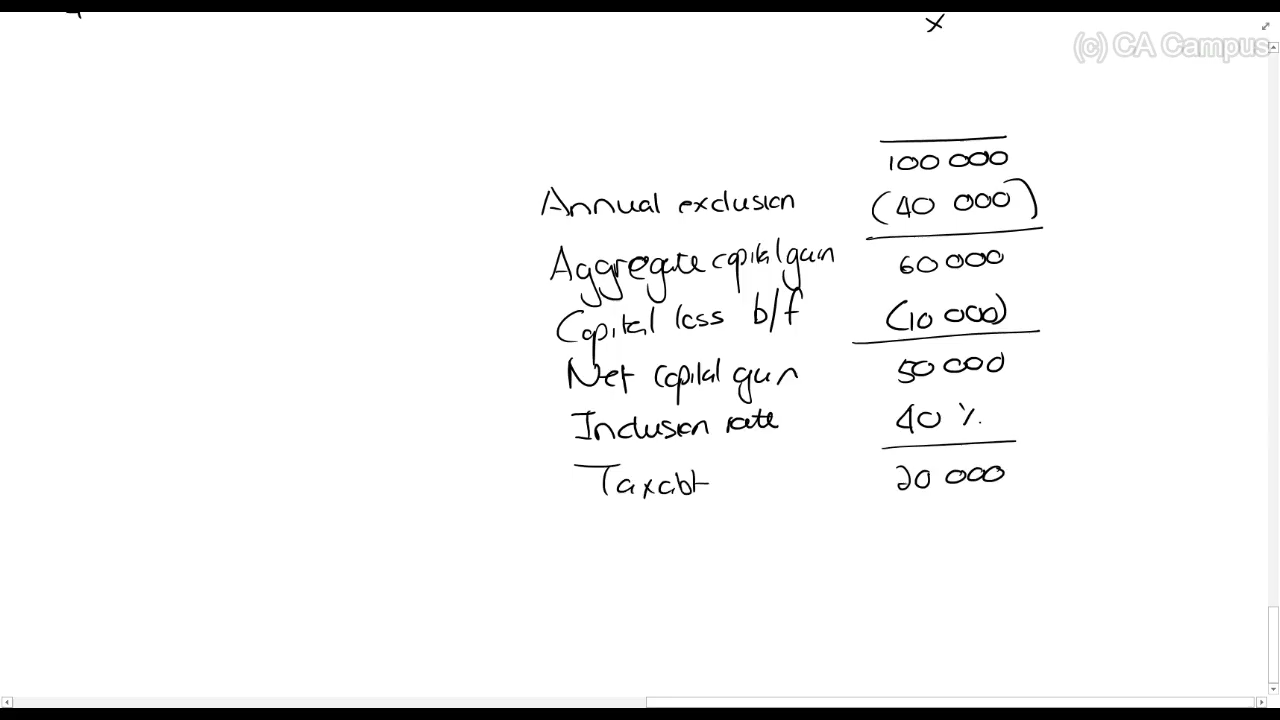 x
(c) CA Campus
100 000
Annual exclusion (40 000)
Aggregate capital gain 60 000
Capital loss b/f (10 000)
Net capital gain 50 000
Inclusion rate 40 %
Taxabl 20 000